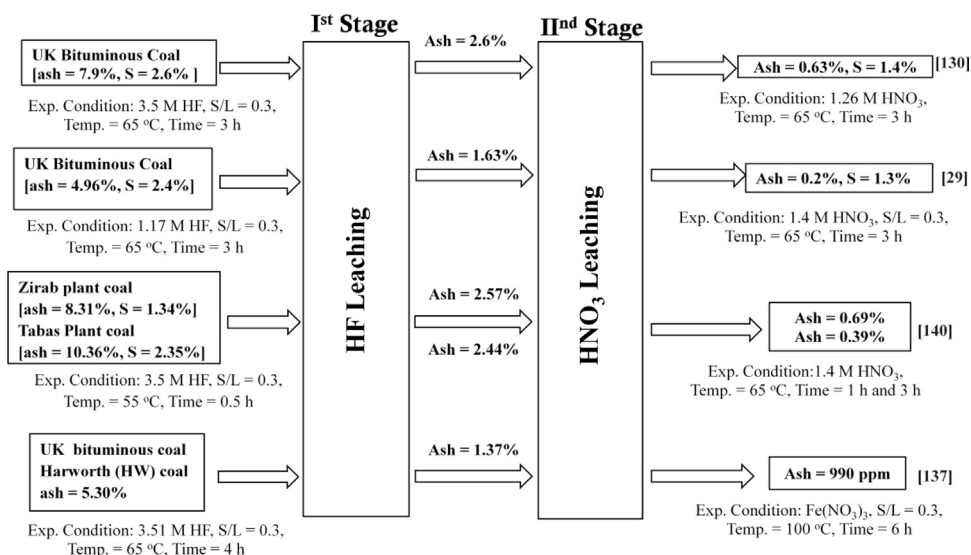 Iˢᵗ Stage
IIⁿᵈ Stage
UK Bituminous Coal
[ash = 7.9%, S = 2.6% ]
Exp. Condition: 3.5 M HF, S/L = 0.3,
Temp. = 65 °C, Time = 3 h
Ash = 2.6%
Ash = 0.63%, S = 1.4%
[130]
Exp. Condition: 1.26 M HNO₃,
Temp. = 65 °C, Time = 3 h
UK Bituminous Coal
[ash = 4.96%, S = 2.4%]
Exp. Condition: 1.17 M HF, S/L = 0.3,
Temp. = 65 °C, Time = 3 h
Ash = 1.63%
Ash = 0.2%, S = 1.3%
[29]
Exp. Condition: 1.4 M HNO₃, S/L = 0.3,
Temp. = 65 °C, Time = 3 h
HF Leaching
HNO₃ Leaching
Zirab plant coal
[ash = 8.31%, S = 1.34%]
Tabas Plant coal
[ash = 10.36%, S = 2.35%]
Exp. Condition: 3.5 M HF, S/L = 0.3,
Temp. = 55 °C, Time = 0.5 h
Ash = 2.57%
Ash = 2.44%
Ash = 0.69%
Ash = 0.39%
[140]
Exp. Condition:1.4 M HNO₃,
Temp. = 65 °C, Time = 1 h and 3 h
UK bituminous coal
Harworth (HW) coal
ash = 5.30%
Exp. Condition: 3.51 M HF, S/L = 0.3,
Temp. = 65 °C, Time = 4 h
Ash = 1.37%
Ash = 990 ppm
[137]
Exp. Condition: Fe(NO₃)₃, S/L = 0.3,
Temp. = 100 °C, Time = 6 h